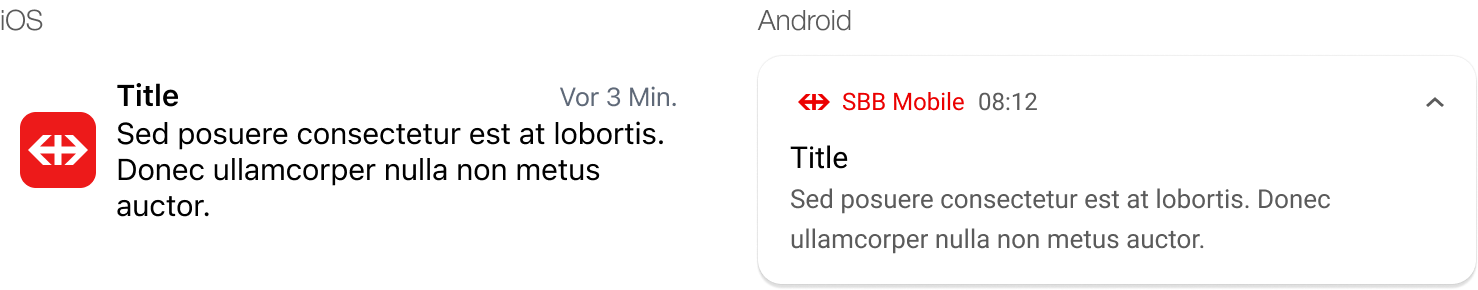 iOS
Title
Vor 3 Min.
Sed posuere consectetur est at lobortis.
Donec ullamcorper nulla non metus
auctor.
Android
SBB Mobile 08:12
Title
Sed posuere consectetur est at lobortis. Donec
ullamcorper nulla non metus auctor.